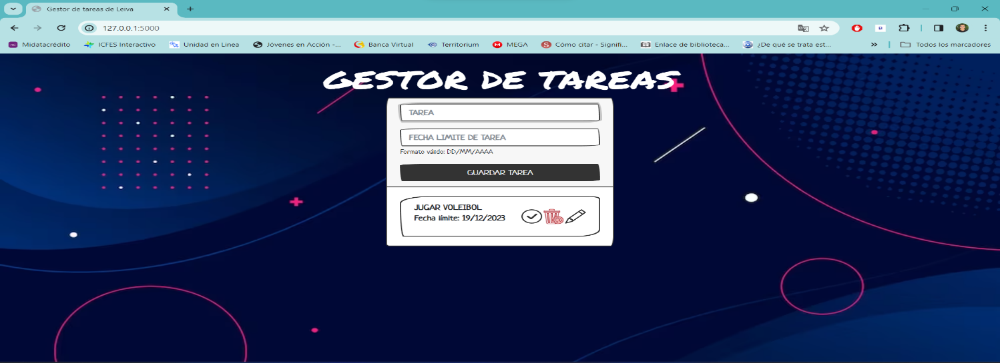 Gestor de tareas de Leiva
127.0.0.1:5000
Midatacrédito
ICFES Interactivo
Unidad en Linea
Jóvenes en Acción -...
Banca Virtual
Territorium
MEGA
Cómo citar - Signifi...
Enlace de biblioteca...
¿De qué se trata est...
»
Todos los marcadores
GESTOR DE TAREAS
TAREA
FECHA LIMITE DE TAREA
Formato válido: DD/MM/AAAA
GUARDAR TAREA
JUGAR VOLEIBOL
Fecha límite: 19/12/2023